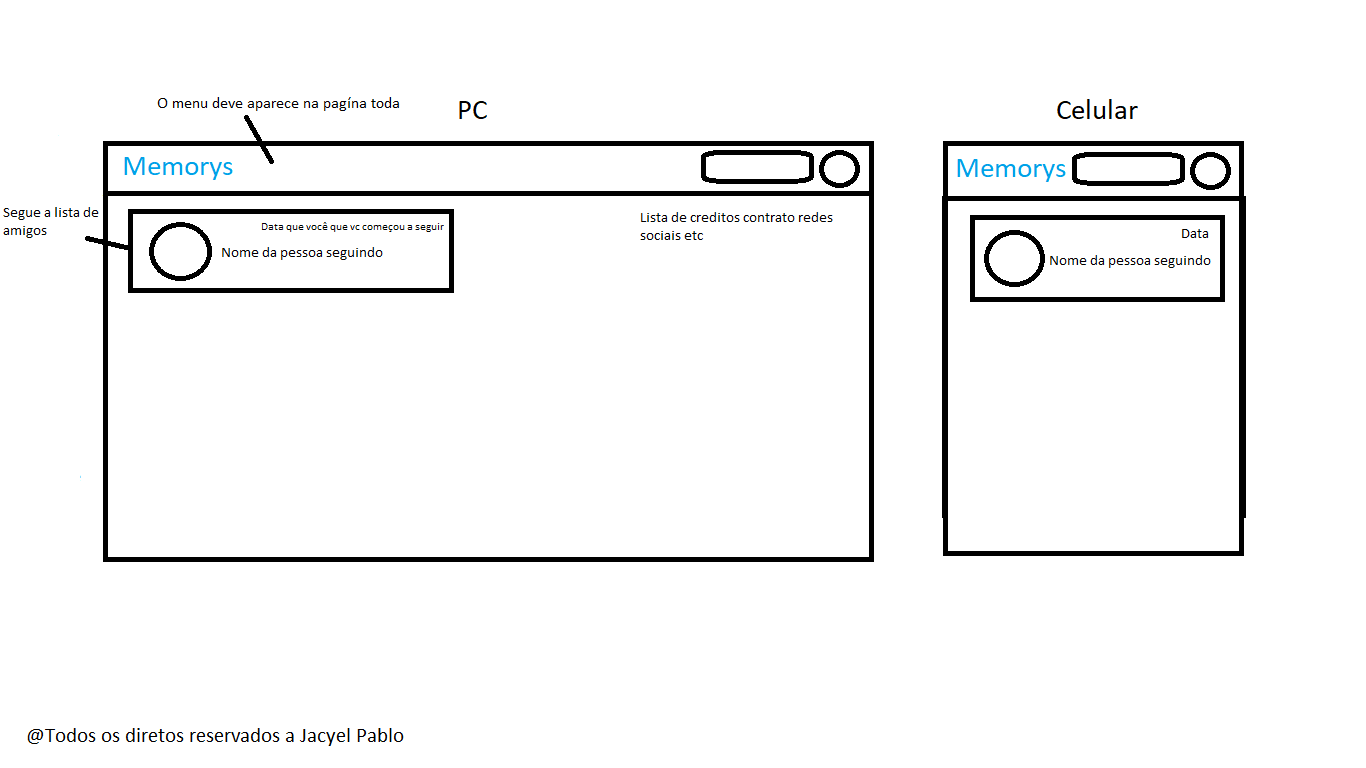 O menu deve aparece na pagína toda
PC
Celular
Memorys
Memorys
Segue a lista de
amigos
Data que você que vc começou a seguir
Nome da pessoa seguindo
Lista de creditos contrato redes
sociais etc
Data
Nome da pessoa seguindo
@Todos os diretos reservados a Jacyel Pablo